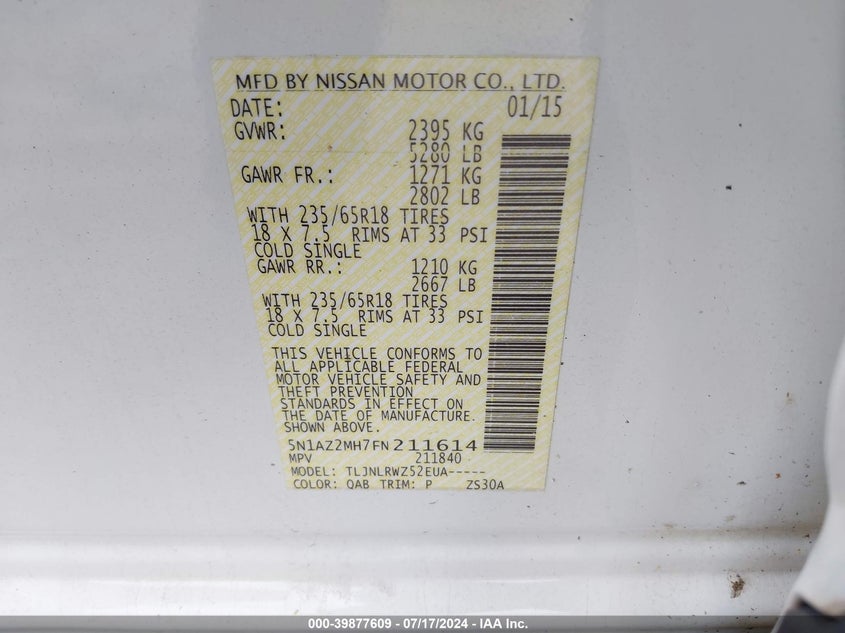 MFD BY NISSAN MOTOR CO., LTD.
DATE: 01/15
GVWR: 2395 KG
5280 LB
GAWR FR.: 1271 KG
2802 LB
WITH 235/65R18 TIRES
18 X 7.5 RIMS AT 33 PSI
COLD SINGLE
GAWR RR.: 1210 KG
2667 LB
WITH 235/65R18 TIRES
18 X 7.5 RIMS AT 33 PSI
COLD SINGLE
THIS VEHICLE CONFORMS TO
ALL APPLICABLE FEDERAL
MOTOR VEHICLE SAFETY AND
THEFT PREVENTION
STANDARDS IN EFFECT ON
THE DATE OF MANUFACTURE
SHOWN ABOVE.
5N1AZ2MH7FN211614
MPV 211840
MODEL: TLJNLRWZ52EUA-----
COLOR: QAB TRIM: P ZS30A
000-39877609 - 07/17/2024 - IAA Inc.